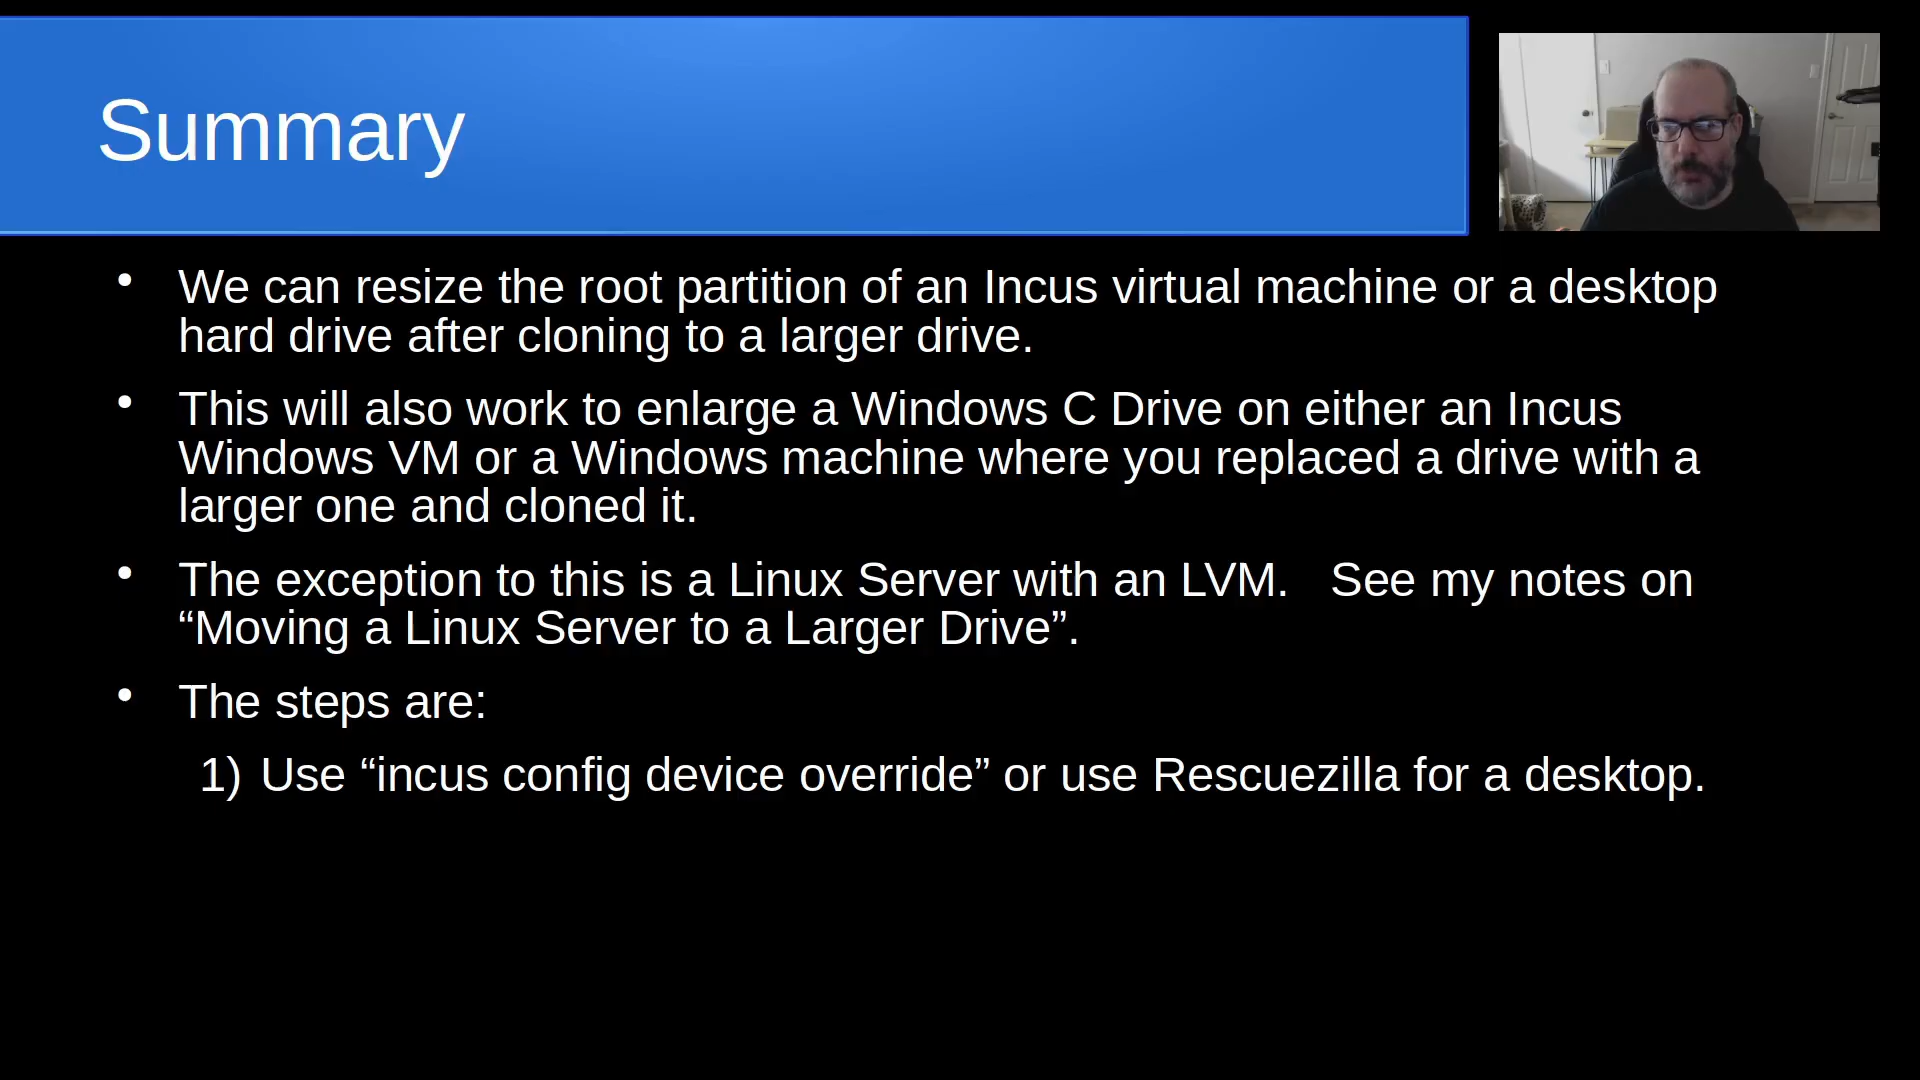 Summary
• We can resize the root partition of an Incus virtual machine or a desktop
hard drive after cloning to a larger drive.
• This will also work to enlarge a Windows C Drive on either an Incus
Windows VM or a Windows machine where you replaced a drive with a
larger one and cloned it.
• The exception to this is a Linux Server with an LVM.   See my notes on
“Moving a Linux Server to a Larger Drive”.
• The steps are:
1) Use “incus config device override” or use Rescuezilla for a desktop.